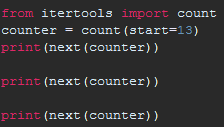 from itertools import count
counter = count(start=13)
print(next(counter))
print(next(counter))
print(next(counter))